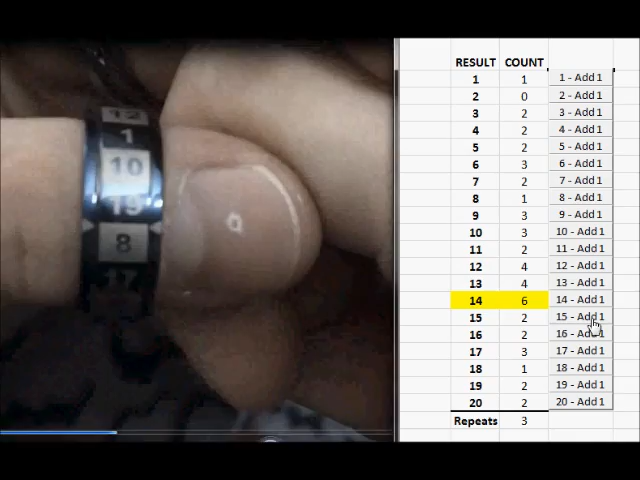 12
1
10
19
8
17
RESULT COUNT
1 1 1 - Add 1
2 0 2 - Add 1
3 2 3 - Add 1
4 2 4 - Add 1
5 2 5 - Add 1
6 3 6 - Add 1
7 2 7 - Add 1
8 1 8 - Add 1
9 3 9 - Add 1
10 3 10 - Add 1
11 2 11 - Add 1
12 4 12 - Add 1
13 4 13 - Add 1
14 6 14 - Add 1
15 2 15 - Add 1
16 2 16 - Add 1
17 3 17 - Add 1
18 1 18 - Add 1
19 2 19 - Add 1
20 2 20 - Add 1
Repeats 3